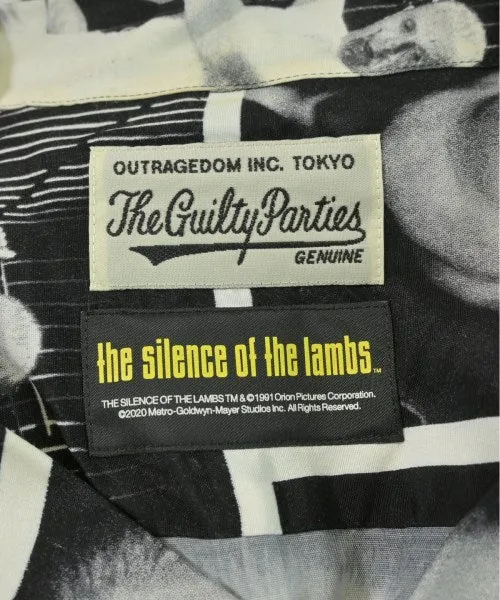 OUTRAGEDOM INC. TOKYO
The Guilty Parties
GENUINE
the silence of the lambs™
THE SILENCE OF THE LAMBS TM & © 1991 Orion Pictures Corporation.
©2020 Metro-Goldwyn-Mayer Studios Inc. All Rights Reserved.